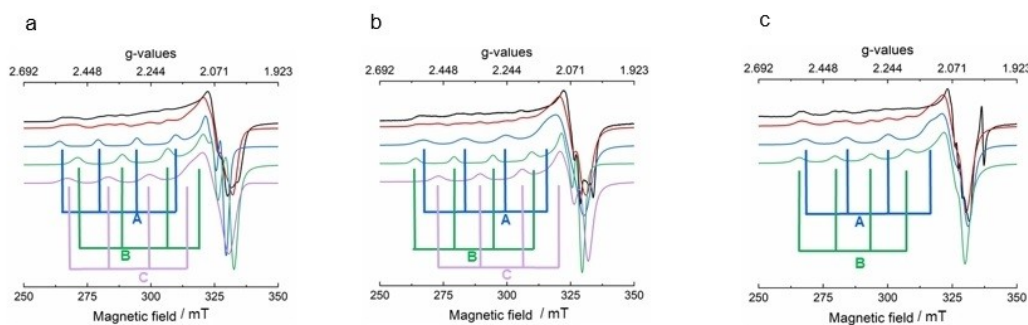 a
g-values
2.692 2.448 2.244 2.071 1.923
A
B
C
250 275 300 325 350
Magnetic field / mT
b
g-values
2.692 2.448 2.244 2.071 1.923
A
B
C
250 275 300 325 350
Magnetic field / mT
c
g-values
2.692 2.448 2.244 2.071 1.923
A
B
250 275 300 325 350
Magnetic field / mT